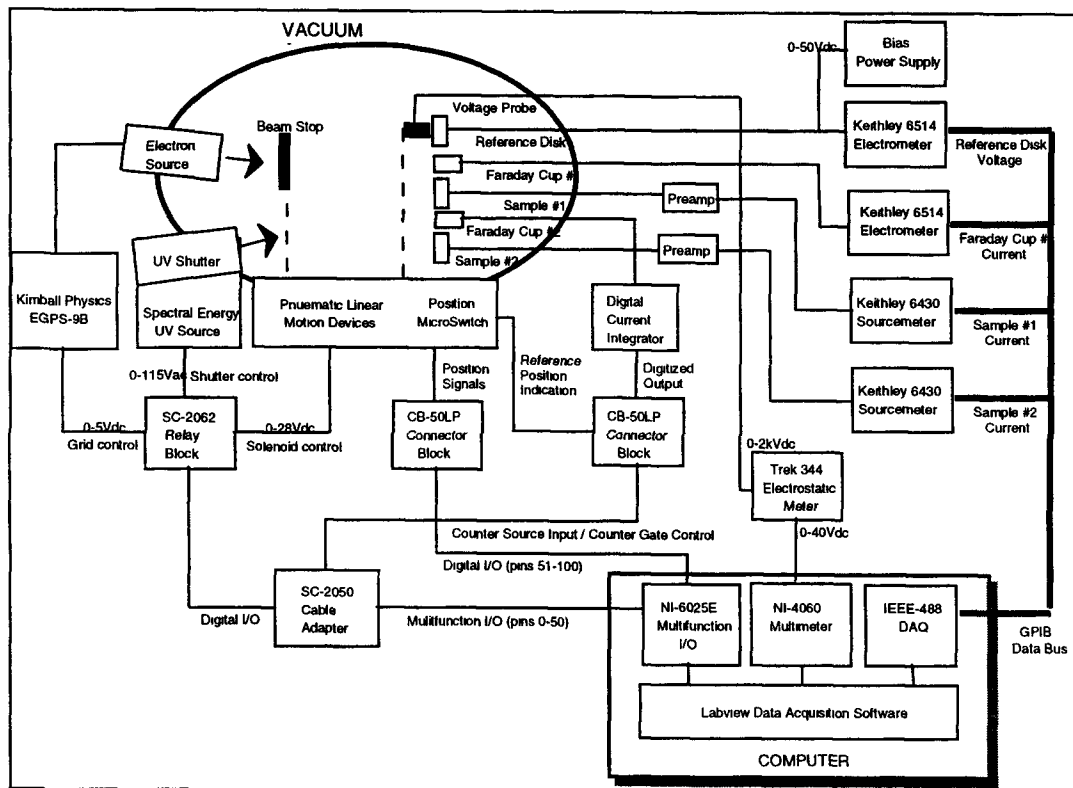 VACUUM
0-50Vdc
Bias
Power Supply
Voltage Probe
Beam Stop
Electron
Source
Reference Disk
Keithley 6514
Electrometer
Reference Disk
Voltage
Faraday Cup #
Sample #1
Preamp
Keithley 6514
Electrometer
Faraday Cup #
Current
Faraday Cup #
UV Shutter
Sample #2
Preamp
Kimball Physics
EGPS-9B
Spectral Energy
UV Source
Pnuematic Linear
Motion Devices
Position
MicroSwitch
Digital
Current
Integrator
Keithley 6430
Sourcemeter
Sample #1
Current
0-115Vac
Shutter control
Position
Signals
Reference
Position
Indication
Digitized
Output
Keithley 6430
Sourcemeter
Sample #2
Current
0-5Vdc
Grid control
SC-2062
Relay
Block
0-28Vdc
Solenoid control
CB-50LP
Connector
Block
CB-50LP
Connector
Block
0-2kVdc
Trek 344
Electrostatic
Meter
0-40Vdc
Counter Source Input / Counter Gate Control
Digital I/O (pins 51-100)
SC-2050
Cable
Adapter
Digital I/O
Mulitfunction I/O (pins 0-50)
NI-6025E
Multifunction
I/O
NI-4060
Multimeter
IEEE-488
DAQ
GPIB
Data Bus
Labview Data Acquisition Software
COMPUTER